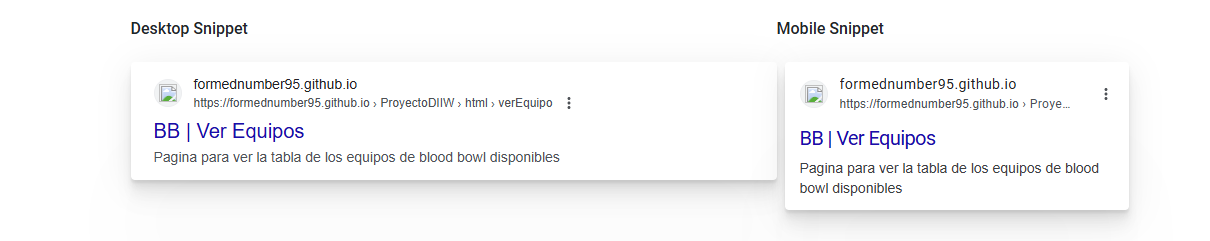 Desktop Snippet
formednumber95.github.io
https://formednumber95.github.io › ProyectoDIIW › html › verEquipo
BB | Ver Equipos
Pagina para ver la tabla de los equipos de blood bowl disponibles
Mobile Snippet
formednumber95.github.io
https://formednumber95.github.io › Proye...
BB | Ver Equipos
Pagina para ver la tabla de los equipos de blood
bowl disponibles